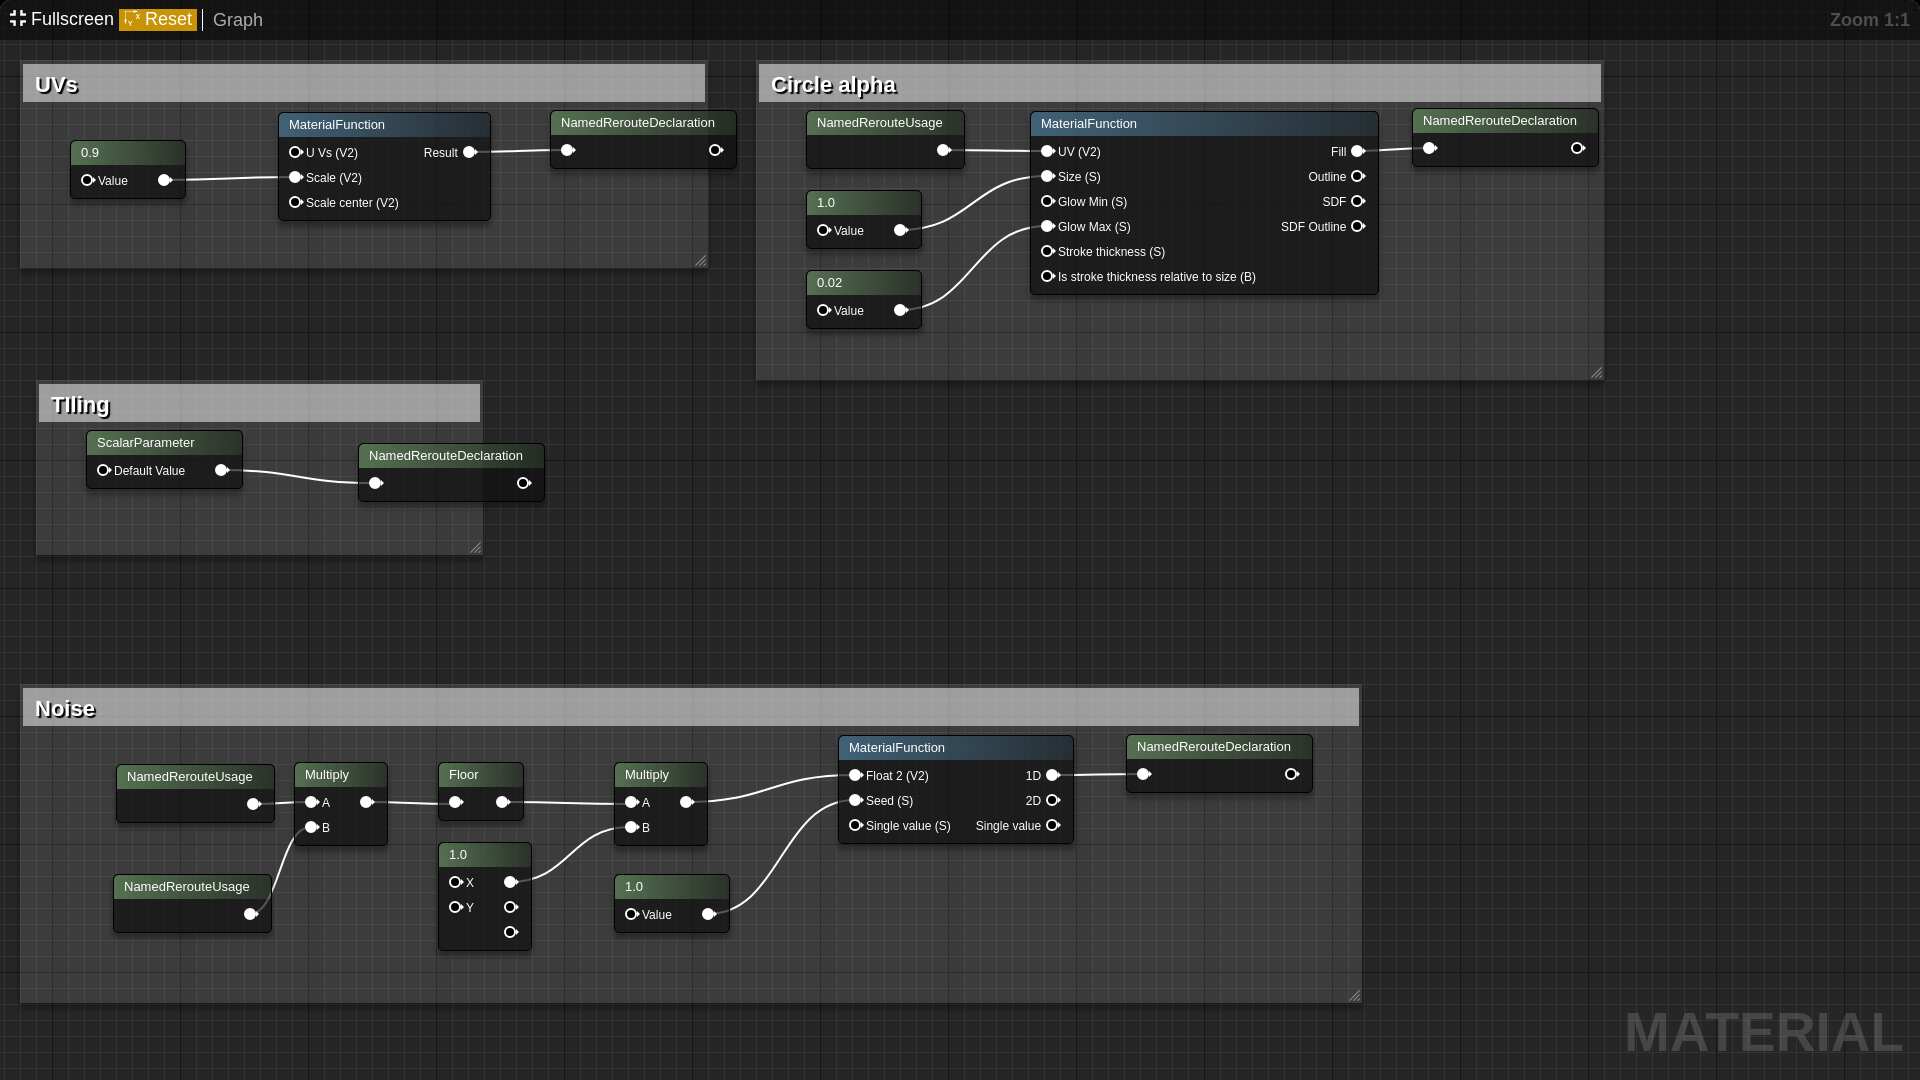 Fullscreen Reset Graph Zoom 1:1
UVs
0.9
Value
MaterialFunction
U Vs (V2) Result
Scale (V2)
Scale center (V2)
NamedRerouteDeclaration
Circle alpha
NamedRerouteUsage
1.0
Value
0.02
Value
MaterialFunction
UV (V2) Fill
Size (S) Outline
Glow Min (S) SDF
Glow Max (S) SDF Outline
Stroke thickness (S)
Is stroke thickness relative to size (B)
NamedRerouteDeclaration
TIling
ScalarParameter
Default Value
NamedRerouteDeclaration
Noise
NamedRerouteUsage
NamedRerouteUsage
Multiply
A
B
Floor
1.0
X
Y
Multiply
A
B
1.0
Value
MaterialFunction
Float 2 (V2) 1D
Seed (S) 2D
Single value (S) Single value
NamedRerouteDeclaration
MATERIAL